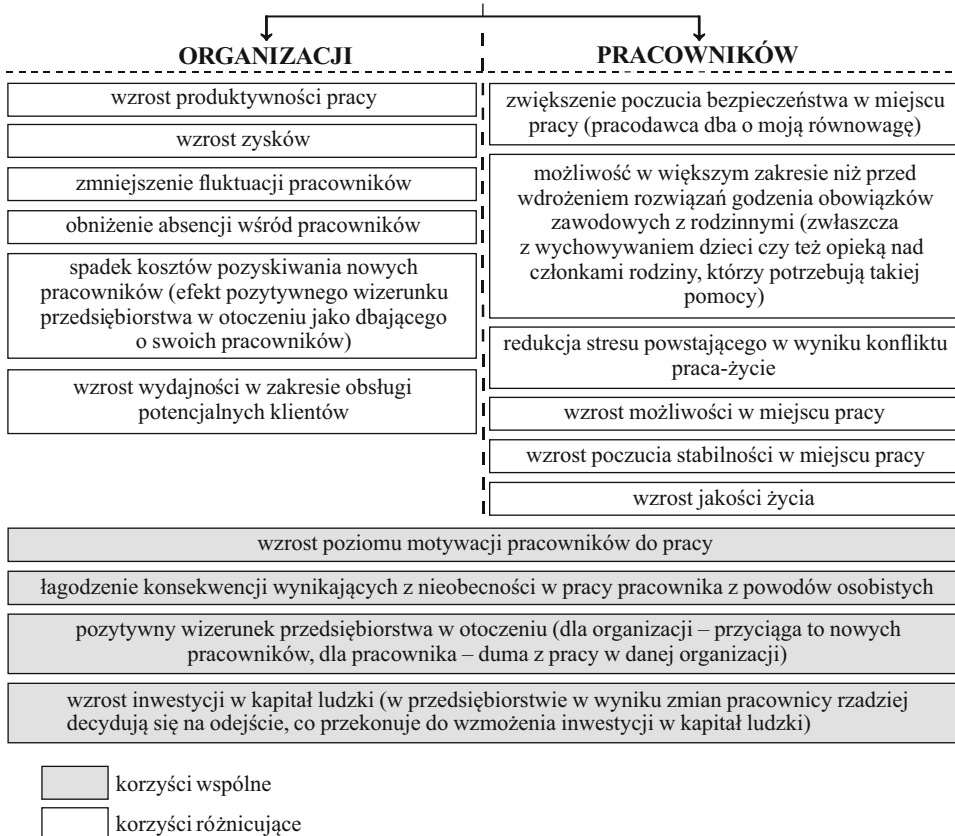 ORGANIZACJI
wzrost produktywności pracy
wzrost zysków
zmniejszenie fluktuacji pracowników
obniżenie absencji wśród pracowników
spadek kosztów pozyskiwania nowych
pracowników (efekt pozytywnego wizerunku
przedsiębiorstwa w otoczeniu jako dbającego
o swoich pracowników)
wzrost wydajności w zakresie obsługi
potencjalnych klientów
PRACOWNIKÓW
zwiększenie poczucia bezpieczeństwa w miejscu
pracy (pracodawca dba o moją równowagę)
możliwość w większym zakresie niż przed
wdrożeniem rozwiązań godzenia obowiązków
zawodowych z rodzinnymi (zwłaszcza
z wychowywaniem dzieci czy też opieką nad
członkami rodziny, którzy potrzebują takiej
pomocy)
redukcja stresu powstającego w wyniku konfliktu
praca-życie
wzrost możliwości w miejscu pracy
wzrost poczucia stabilności w miejscu pracy
wzrost jakości życia
wzrost poziomu motywacji pracowników do pracy
łagodzenie konsekwencji wynikających z nieobecności w pracy pracownika z powodów osobistych
pozytywny wizerunek przedsiębiorstwa w otoczeniu (dla organizacji – przyciąga to nowych
pracowników, dla pracownika – duma z pracy w danej organizacji)
wzrost inwestycji w kapitał ludzki (w przedsiębiorstwie w wyniku zmian pracownicy rzadziej
decydują się na odejście, co przekonuje do wzmożenia inwestycji w kapitał ludzki)
korzyści wspólne
korzyści różnicujące